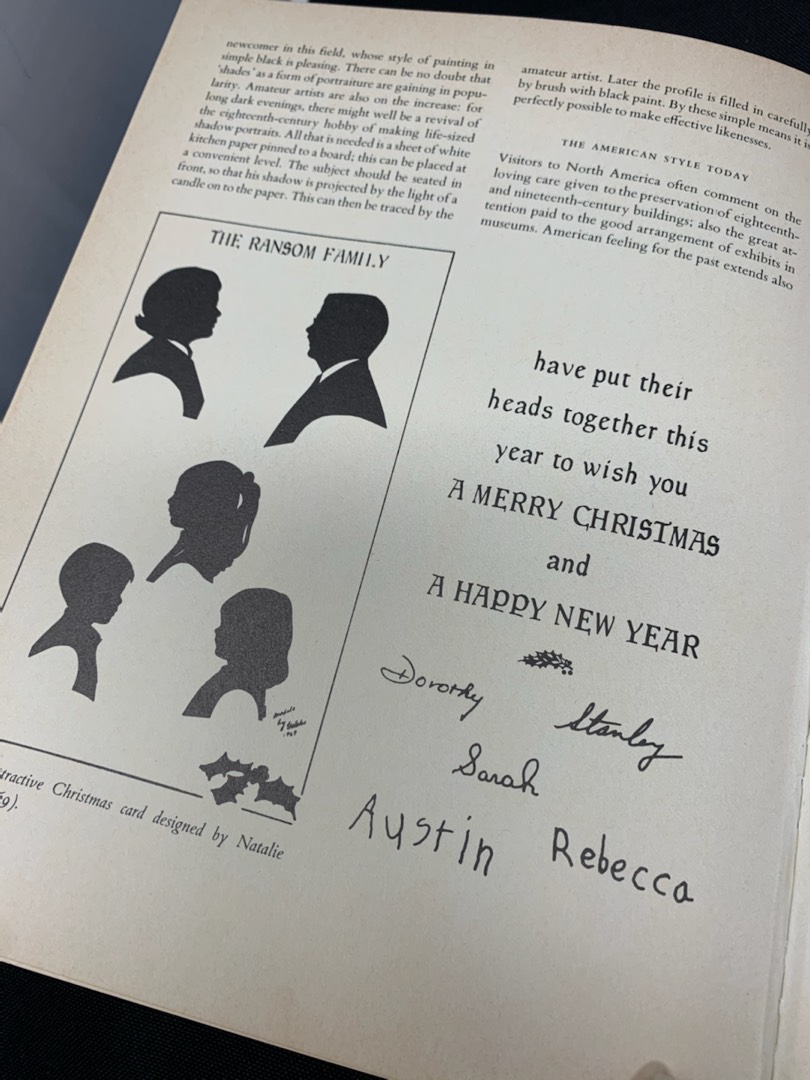 newcomer in this field, whose style of painting in
simple black is pleasing. There can be no doubt that
'shades' as a form of portraiture are gaining in popu-
larity. Amateur artists are also on the increase: for
long dark evenings, there might well be a revival of
the eighteenth-century hobby of making life-sized
shadow portraits. All that is needed is a sheet of white
kitchen paper pinned to a board; this can be placed at
a convenient level. The subject should be seated in
front, so that his shadow is projected by the light of a
candle on to the paper. This can then be traced by the
amateur artist. Later the profile is filled in carefully
by brush with black paint. By these simple means it is
perfectly possible to make effective likenesses.
THE AMERICAN STYLE TODAY
Visitors to North America often comment on the
loving care given to the preservation of eighteenth-
and nineteenth-century buildings; also the great at-
tention paid to the good arrangement of exhibits in
museums. American feeling for the past extends also
THE RANSOM FAMILY
have put their
heads together this
year to wish you
A MERRY CHRISTMAS
and
A HAPPY NEW YEAR
Dorothy Stanley
Sarah
Austin Rebecca
Christmas card designed by Natalie